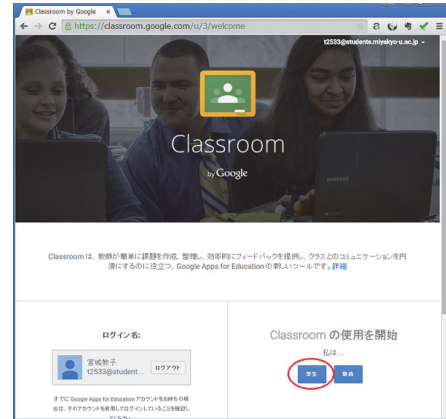 Classroom by Google
https://classroom.google.com/u/3/welcome
t2533@students.miyakyo-u.ac.jp
Classroom
by Google
Classroom は、教師が簡単に課題を作成、整理し、効率的にフィードバックを提供し、クラスとのコミュニケーションを円
滑にするのに役立つ、Google Apps for Education の新しいツールです。詳細
ログイン名:
宮城教子
t2533@student...
ログアウト
すでに Google Apps for Education アカウントをお持ちの場
合は、そのアカウントを使用してログインしていることを確認し
Classroom の使用を開始
私は...
学生
教員